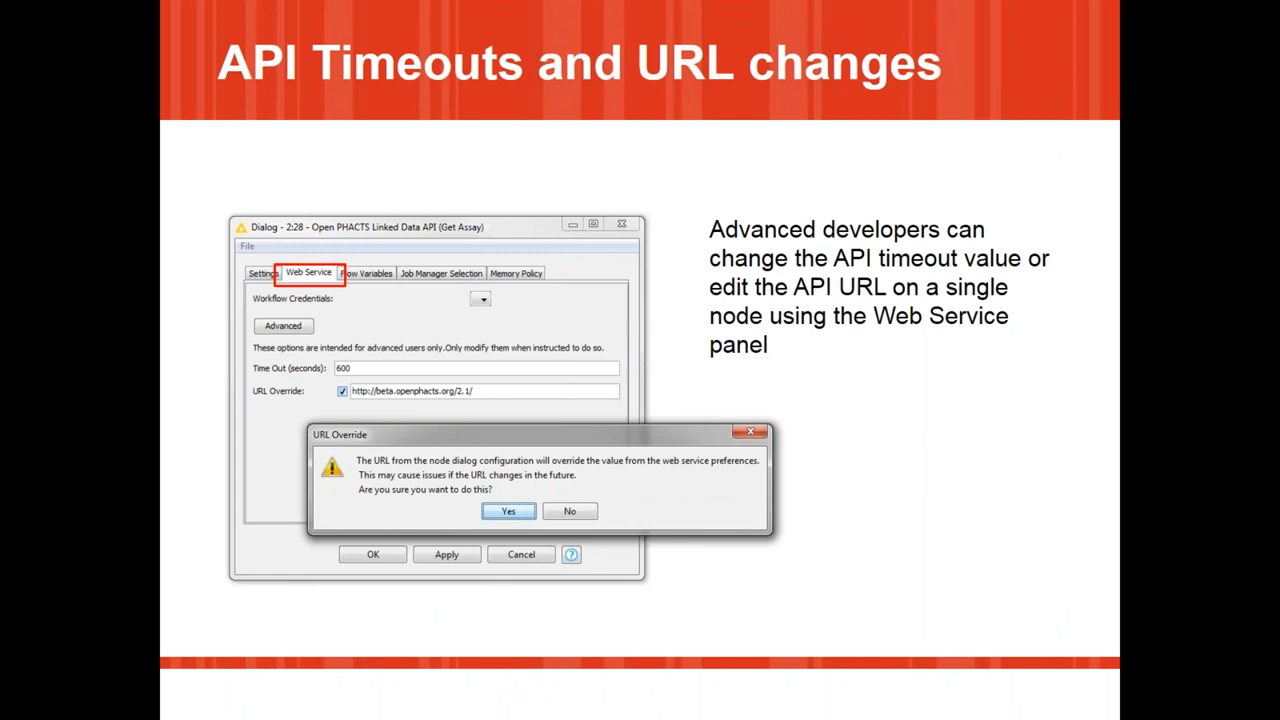 API Timeouts and URL changes
Dialog - 2:28 - Open PHACTS Linked Data API (Get Assay)
File
Settings Web Service Flow Variables Job Manager Selection Memory Policy
Workflow Credentials:
Advanced
These options are intended for advanced users only.Only modify them when instructed to do so.
Time Out (seconds): 600
URL Override: http://beta.openphacts.org/2.1/
URL Override
The URL from the node dialog configuration will override the value from the web service preferences.
This may cause issues if the URL changes in the future.
Are you sure you want to do this?
Yes No
OK Apply Cancel ?
Advanced developers can
change the API timeout value or
edit the API URL on a single
node using the Web Service
panel